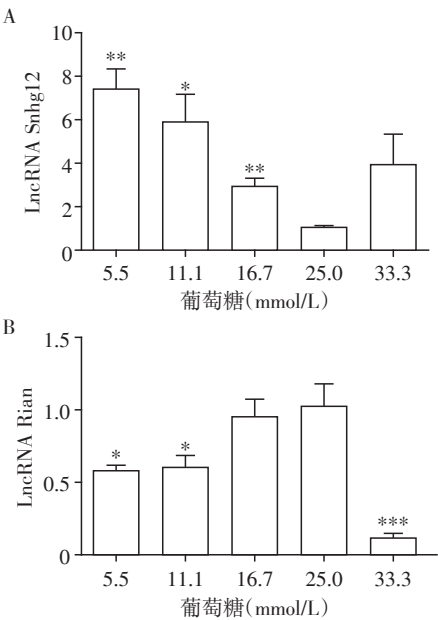 A
LncRNA Snhg12
10
8
6
4
2
0
** * **
5.5 11.1 16.7 25.0 33.3
葡萄糖(mmol/L)
B
LncRNA Rian
1.5
1.0
0.5
0
* * ***
5.5 11.1 16.7 25.0 33.3
葡萄糖(mmol/L)